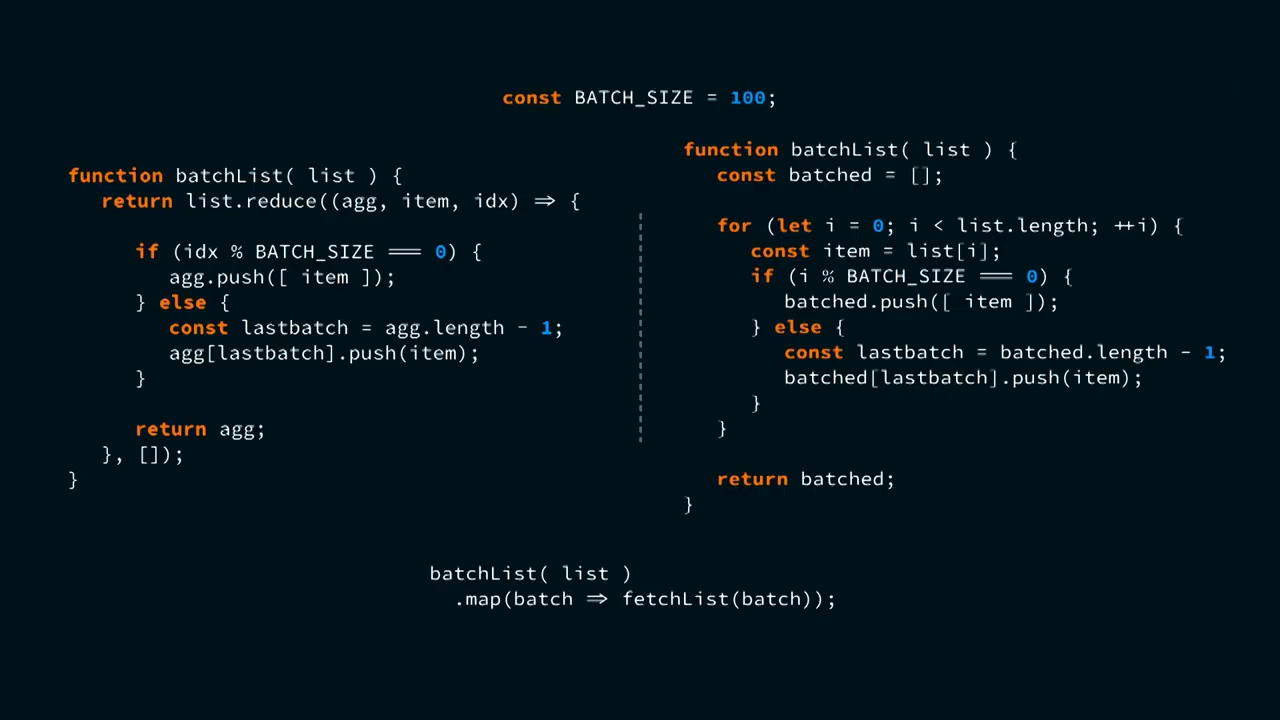 const BATCH_SIZE = 100;
function batchList( list ) {
return list.reduce((agg, item, idx) => {
if (idx % BATCH_SIZE === 0) {
agg.push([ item ]);
} else {
const lastbatch = agg.length - 1;
agg[lastbatch].push(item);
}
return agg;
}, []);
}
function batchList( list ) {
const batched = [];
for (let i = 0; i < list.length; ++i) {
const item = list[i];
if (i % BATCH_SIZE === 0) {
batched.push([ item ]);
} else {
const lastbatch = batched.length - 1;
batched[lastbatch].push(item);
}
}
return batched;
}
batchList( list )
.map(batch => fetchList(batch));